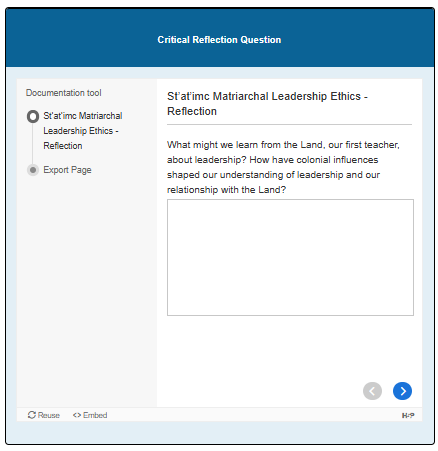 Critical Reflection Question
Documentation tool
St'at'imc Matriarchal
Leadership Ethics -
Reflection
Export Page
St'at'imc Matriarchal Leadership Ethics -
Reflection
What might we learn from the Land, our first teacher,
about leadership? How have colonial influences
shaped our understanding of leadership and our
relationship with the Land?
Reuse
<> Embed
H5P